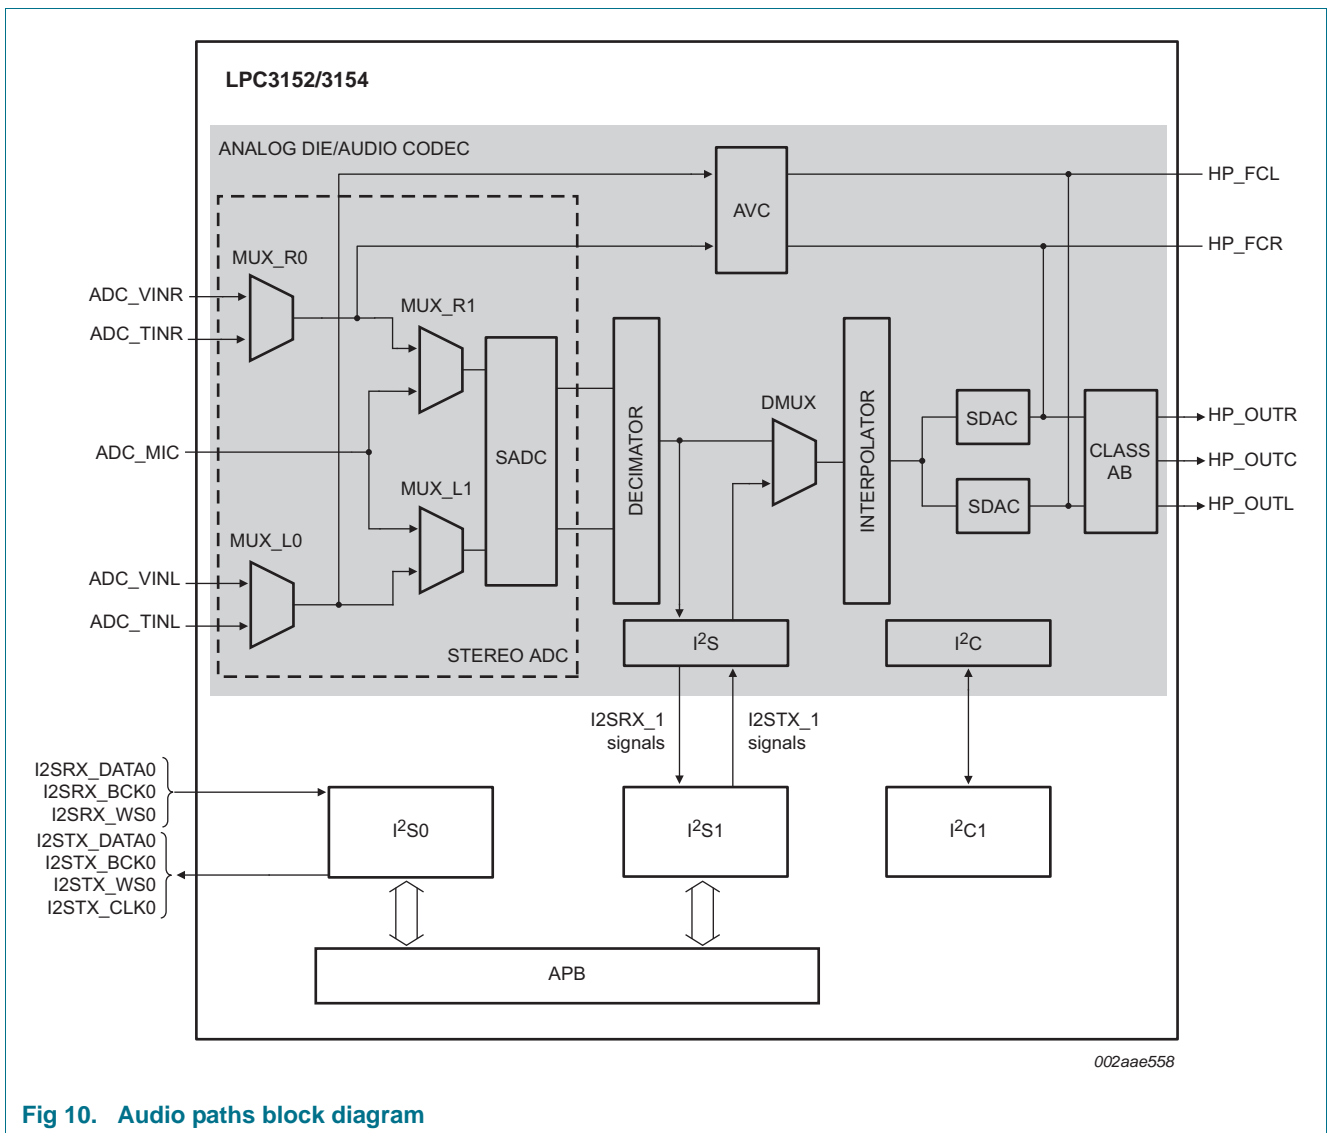 LPC3152/3154
ANALOG DIE/AUDIO CODEC
HP_FCL
AVC
HP_FCR
MUX_R0
ADC_VINR
MUX_R1
ADC_TINR
DMUX
SDAC
HP_OUTR
DECIMATOR
INTERPOLATOR
ADC_MIC
SADC
CLASS
AB
HP_OUTC
MUX_L1
SDAC
HP_OUTL
MUX_L0
ADC_VINL
ADC_TINL
STEREO ADC
I²S
I²C
I2SRX_1
signals
I2STX_1
signals
I2SRX_DATA0
I2SRX_BCK0
I2SRX_WS0
I2STX_DATA0
I2STX_BCK0
I2STX_WS0
I2STX_CLK0
I²S0
I²S1
I²C1
APB
002aae558
Fig 10. Audio paths block diagram